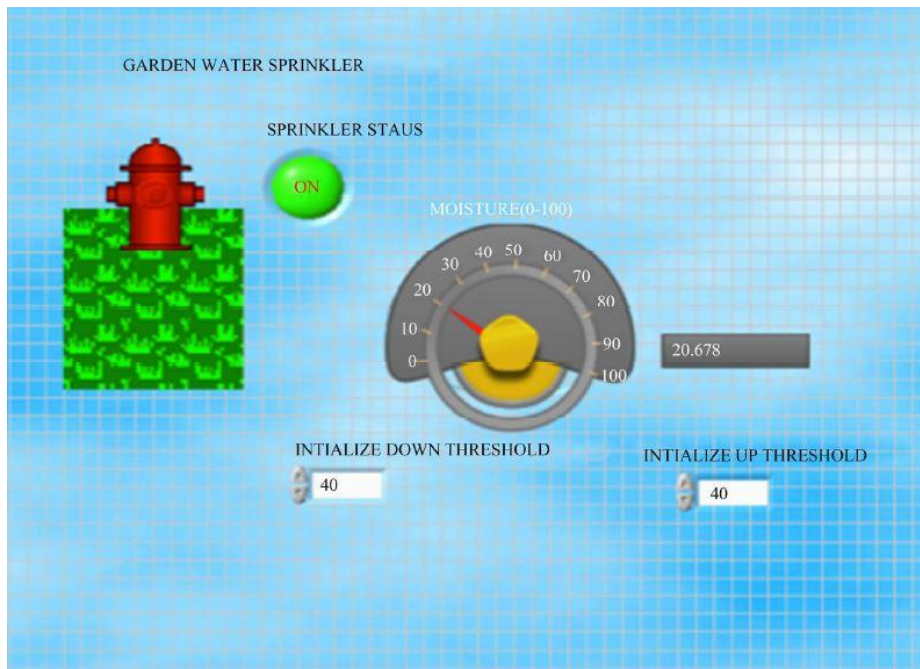 GARDEN WATER SPRINKLER
SPRINKLER STAUS
ON
MOISTURE(0-100)
0
10
20
30
40
50
60
70
80
90
100
20.678
INTIALIZE DOWN THRESHOLD
40
INTIALIZE UP THRESHOLD
40